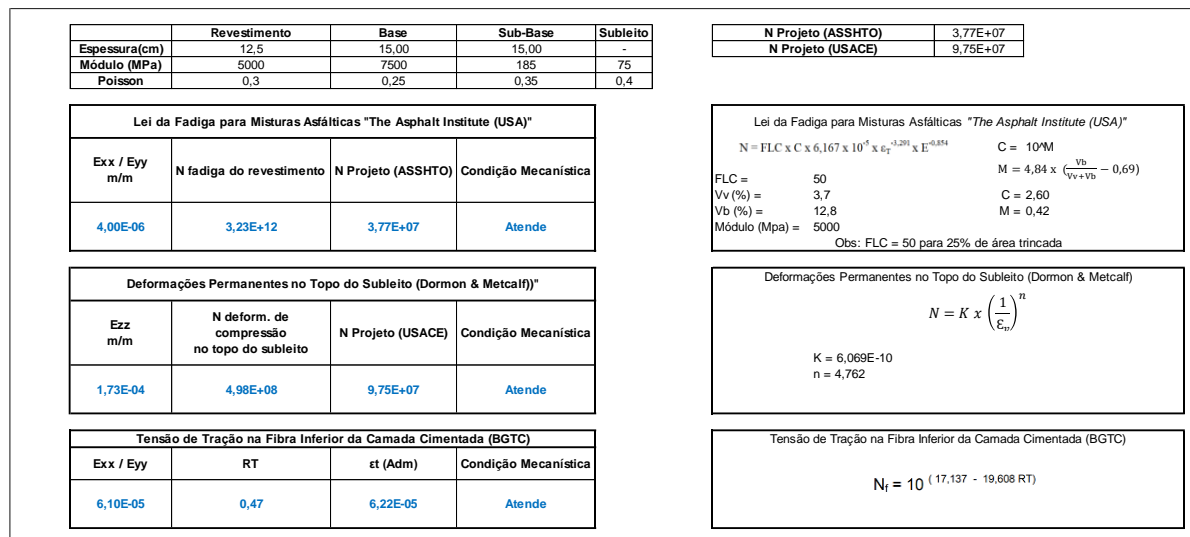 Revestimento Base Sub-Base Subleito
Espessura(cm) 12,5 15,00 15,00 -
Módulo (MPa) 5000 7500 185 75
Poisson 0,3 0,25 0,35 0,4
N Projeto (ASSHTO) 3,77E+07
N Projeto (USACE) 9,75E+07
Lei da Fadiga para Misturas Asfálticas "The Asphalt Institute (USA)"
Exx / Eyy m/m N fadiga do revestimento N Projeto (ASSHTO) Condição Mecanística
4,00E-06 3,23E+12 3,77E+07 Atende
Lei da Fadiga para Misturas Asfálticas "The Asphalt Institute (USA)"
N = FLC x C x 6,167 x 10^-5 x ε_T^-3,291 x E^-0,854
C = 10^M
M = 4,84 x (Vb/(Vv+Vb) − 0,69)
FLC = 50
Vv (%) = 3,7 C = 2,60
Vb (%) = 12,8 M = 0,42
Módulo (Mpa) = 5000
Obs: FLC = 50 para 25% de área trincada
Deformações Permanentes no Topo do Subleito (Dormon & Metcalf))"
Ezz m/m N deform. de compressão no topo do subleito N Projeto (USACE) Condição Mecanística
1,73E-04 4,98E+08 9,75E+07 Atende
Deformações Permanentes no Topo do Subleito (Dormon & Metcalf)
N = K x (1/Ɛ_v)^n
K = 6,069E-10
n = 4,762
Tensão de Tração na Fibra Inferior da Camada Cimentada (BGTC)
Exx / Eyy RT εt (Adm) Condição Mecanística
6,10E-05 0,47 6,22E-05 Atende
Tensão de Tração na Fibra Inferior da Camada Cimentada (BGTC)
N_f = 10^( 17,137 - 19,608 RT)